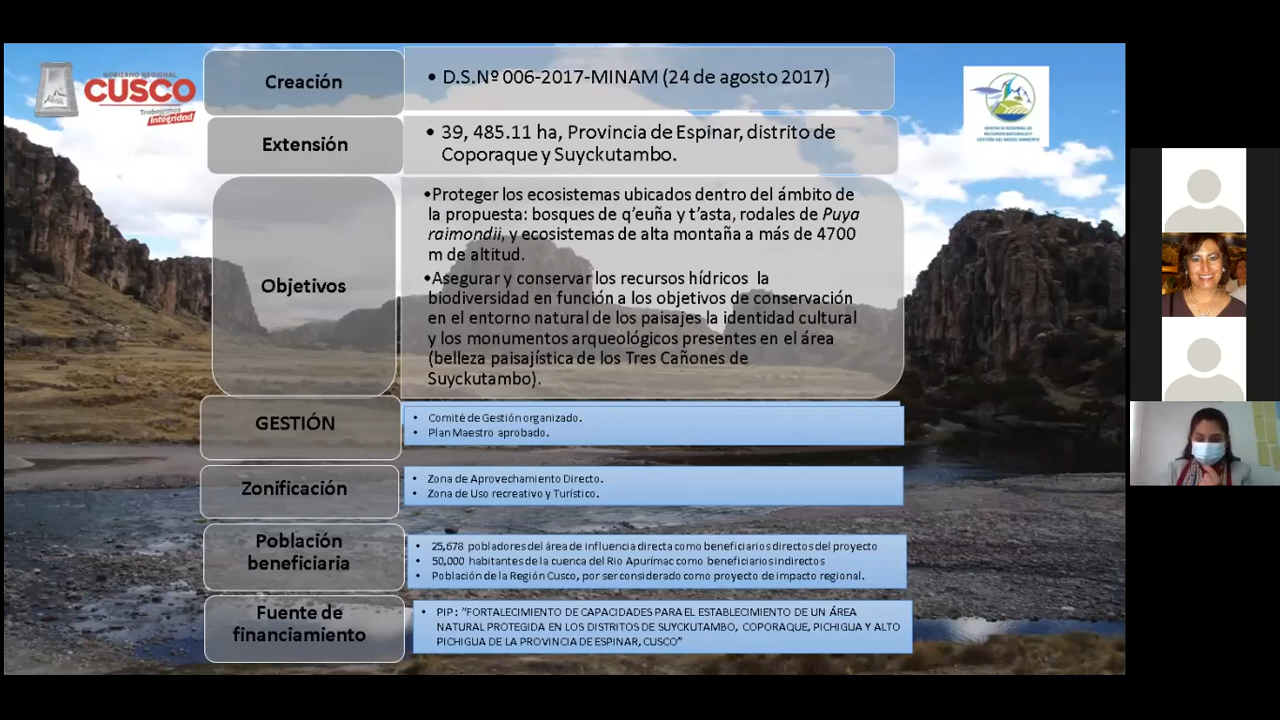 GOBIERNO REGIONAL
CUSCO
Trabajamos
Integridad
Creación
• D.S.Nº 006-2017-MINAM (24 de agosto 2017)
GERENCIA REGIONAL DE
RECURSOS NATURALES Y
GESTIÓN DEL MEDIO AMBIENTE
Extensión
• 39, 485.11 ha, Provincia de Espinar, distrito de
Coporaque y Suyckutambo.
Objetivos
•Proteger los ecosistemas ubicados dentro del ámbito de
la propuesta: bosques de q’euña y t’asta, rodales de Puya
raimondii, y ecosistemas de alta montaña a más de 4700
m de altitud.
•Asegurar y conservar los recursos hídricos la
biodiversidad en función a los objetivos de conservación
en el entorno natural de los paisajes la identidad cultural
y los monumentos arqueológicos presentes en el área
(belleza paisajística de los Tres Cañones de
Suyckutambo).
GESTIÓN
• Comité de Gestión organizado.
• Plan Maestro aprobado.
Zonificación
• Zona de Aprovechamiento Directo.
• Zona de Uso recreativo y Turístico.
Población
beneficiaria
• 25,678 pobladores del área de influencia directa como beneficiarios directos del proyecto
• 50,000 habitantes de la cuenca del Rio Apurímac como beneficiarios indirectos
• Población de la Región Cusco, por ser considerado como proyecto de impacto regional.
Fuente de
financiamiento
• PIP: “FORTALECIMIENTO DE CAPACIDADES PARA EL ESTABLECIMIENTO DE UN ÁREA
NATURAL PROTEGIDA EN LOS DISTRITOS DE SUYCKUTAMBO, COPORAQUE, PICHIGUA Y ALTO
PICHIGUA DE LA PROVINCIA DE ESPINAR, CUSCO”